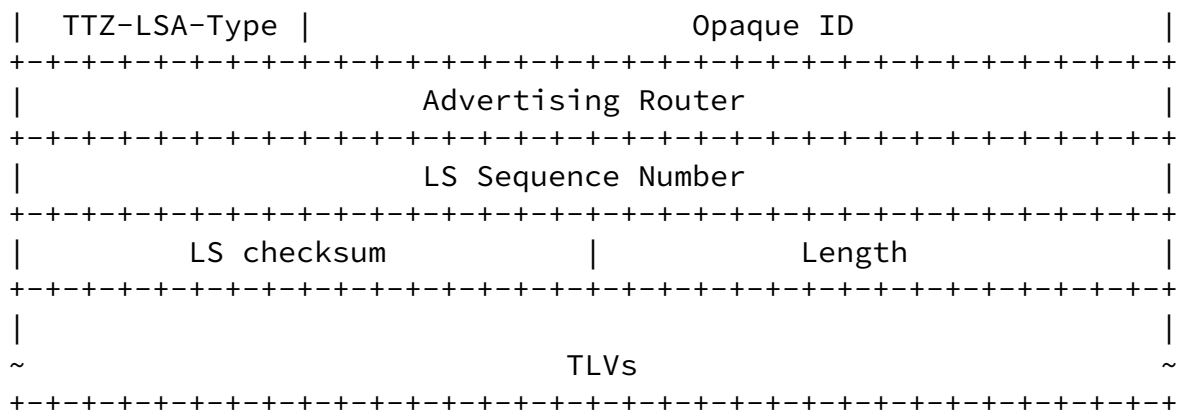 |  TTZ-LSA-Type |                     Opaque ID                 |
+-+-+-+-+-+-+-+-+-+-+-+-+-+-+-+-+-+-+-+-+-+-+-+-+-+-+-+-+-+-+-+-+
|                      Advertising Router                       |
+-+-+-+-+-+-+-+-+-+-+-+-+-+-+-+-+-+-+-+-+-+-+-+-+-+-+-+-+-+-+-+-+
|                      LS Sequence Number                       |
+-+-+-+-+-+-+-+-+-+-+-+-+-+-+-+-+-+-+-+-+-+-+-+-+-+-+-+-+-+-+-+-+
|         LS checksum           |           Length              |
+-+-+-+-+-+-+-+-+-+-+-+-+-+-+-+-+-+-+-+-+-+-+-+-+-+-+-+-+-+-+-+-+
|                                                               |
~                              TLVs                             ~
+-+-+-+-+-+-+-+-+-+-+-+-+-+-+-+-+-+-+-+-+-+-+-+-+-+-+-+-+-+-+-+-+